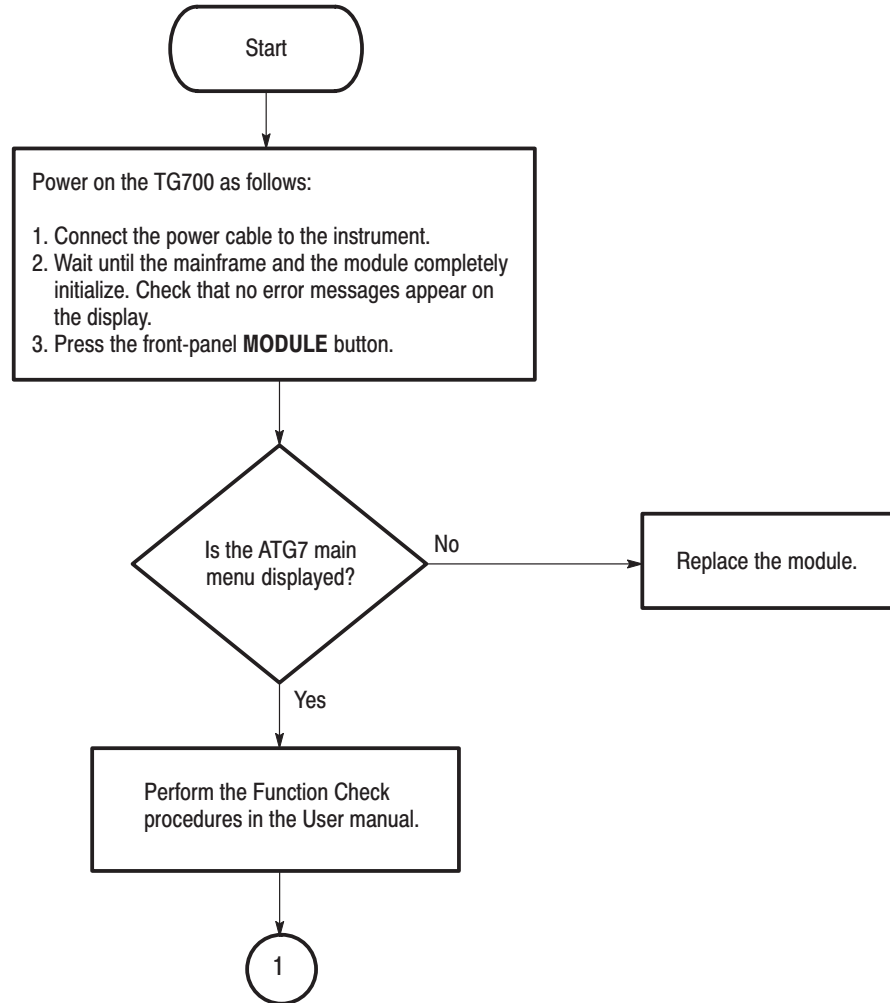 Start
Power on the TG700 as follows:
1. Connect the power cable to the instrument.
2. Wait until the mainframe and the module completely
initialize. Check that no error messages appear on
the display.
3. Press the front-panel MODULE button.
Is the ATG7 main
menu displayed?
No
Replace the module.
Yes
Perform the Function Check
procedures in the User manual.
1